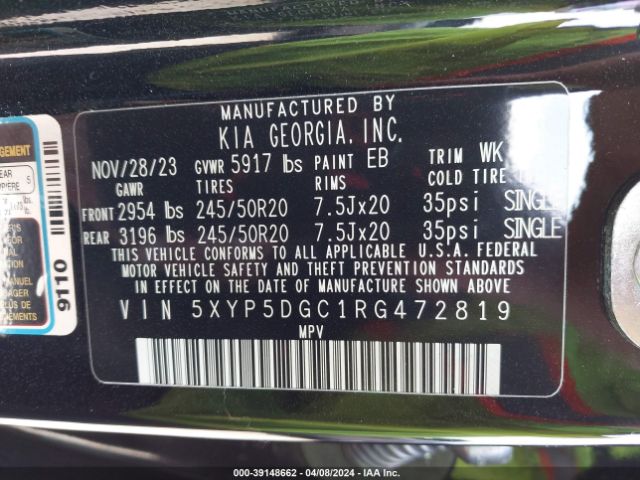 MANUFACTURED BY
KIA GEORGIA, INC.
NOV/28/23 GVWR 5917 lbs PAINT EB TRIM WK
GAWR TIRES RIMS COLD TIRE
FRONT 2954 lbs 245/50R20 7.5Jx20 35psi SINGLE
REAR 3196 lbs 245/50R20 7.5Jx20 35psi SINGLE
THIS VEHICLE CONFORMS TO ALL APPLICABLE U.S.A. FEDERAL
MOTOR VEHICLE SAFETY, BUMPER, AND THEFT PREVENTION STANDARDS
IN EFFECT ON THE DATE OF MANUFACTURE SHOWN ABOVE.
VIN 5XYP5DGC1RG472819
MPV
9110
000-39148662 - 04/08/2024 - IAA Inc.